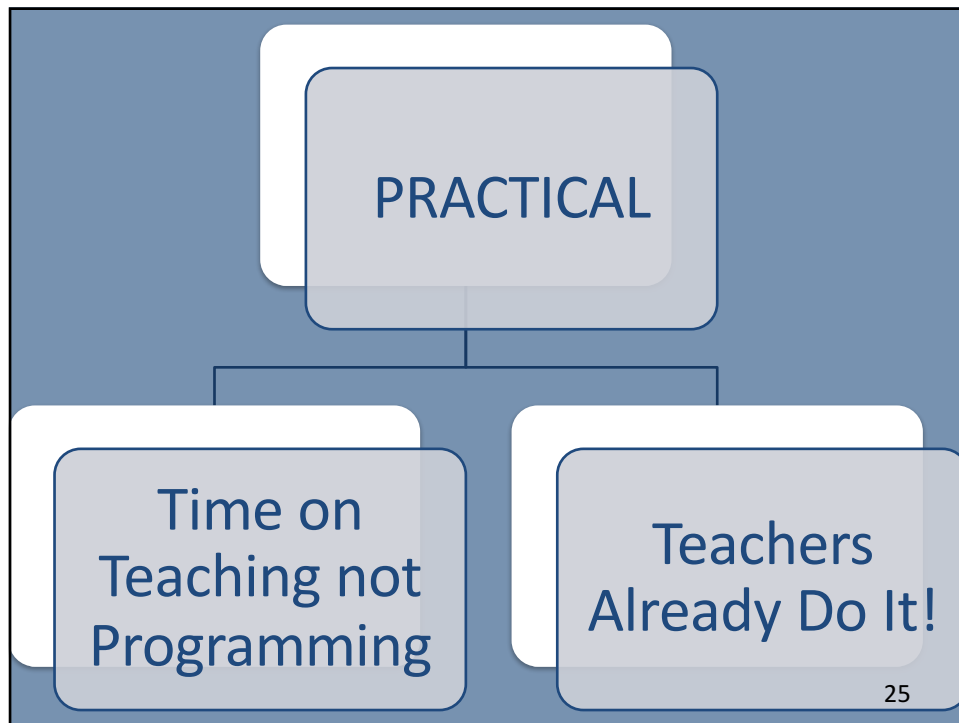 PRACTICAL
Time on
Teaching not
Programming
Teachers
Already Do It!
25